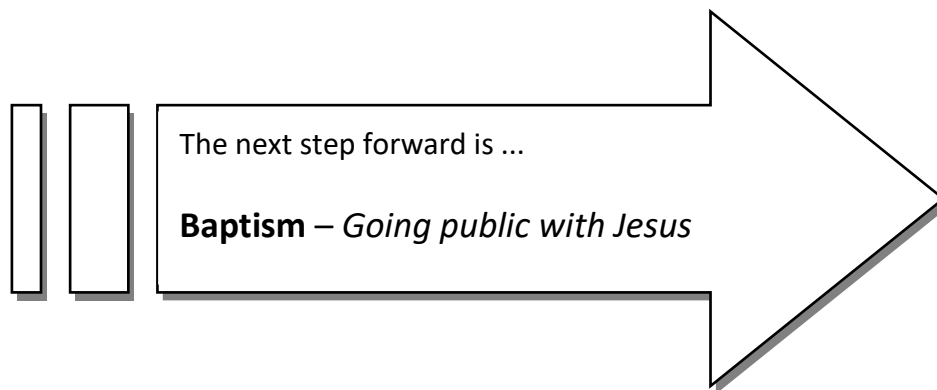 The next step forward is ...
Baptism – Going public with Jesus